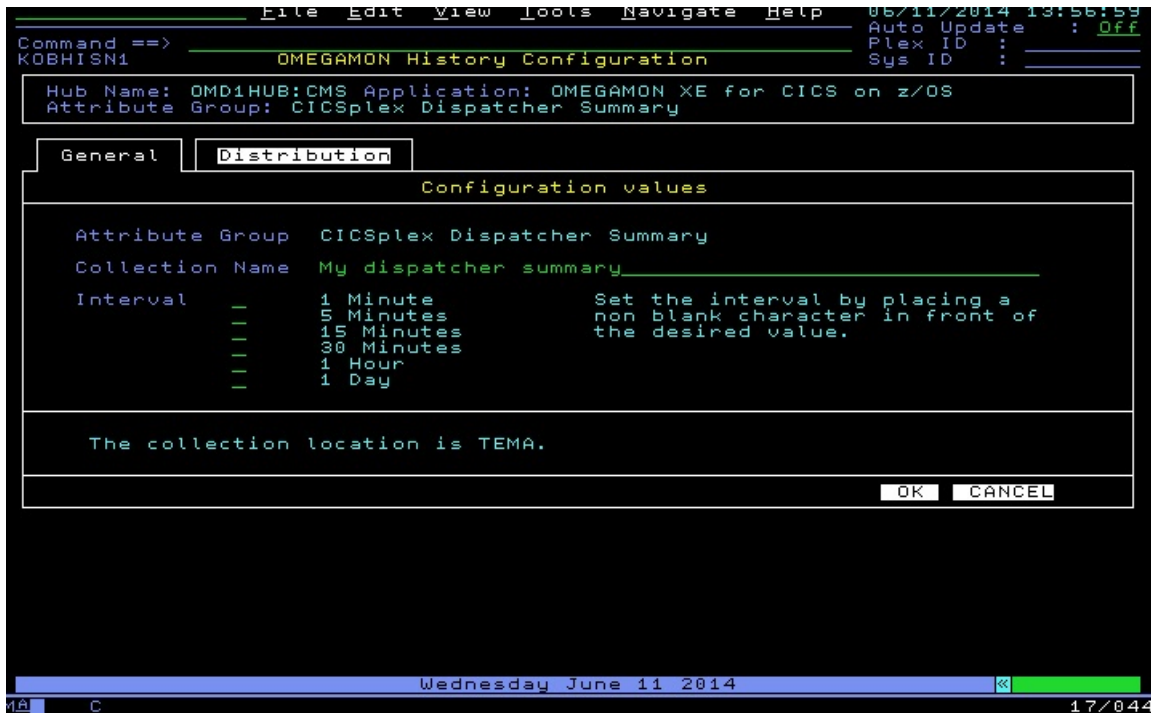 File Edit View Tools Navigate Help 06/11/2014 13:56:59
Auto Update : Off
Command ==>
Plex ID :
KOBHISN1 OMEGAMON History Configuration Sys ID :
Hub Name: OMD1HUB:CMS Application: OMEGAMON XE for CICS on z/OS
Attribute Group: CICSplex Dispatcher Summary
General Distribution
Configuration values
Attribute Group CICSplex Dispatcher Summary
Collection Name My dispatcher summary
Interval _ 1 Minute Set the interval by placing a
_ 5 Minutes non blank character in front of
_ 15 Minutes the desired value.
_ 30 Minutes
_ 1 Hour
_ 1 Day
The collection location is TEMA.
OK CANCEL
Wednesday June 11 2014 «
MA C 17/044